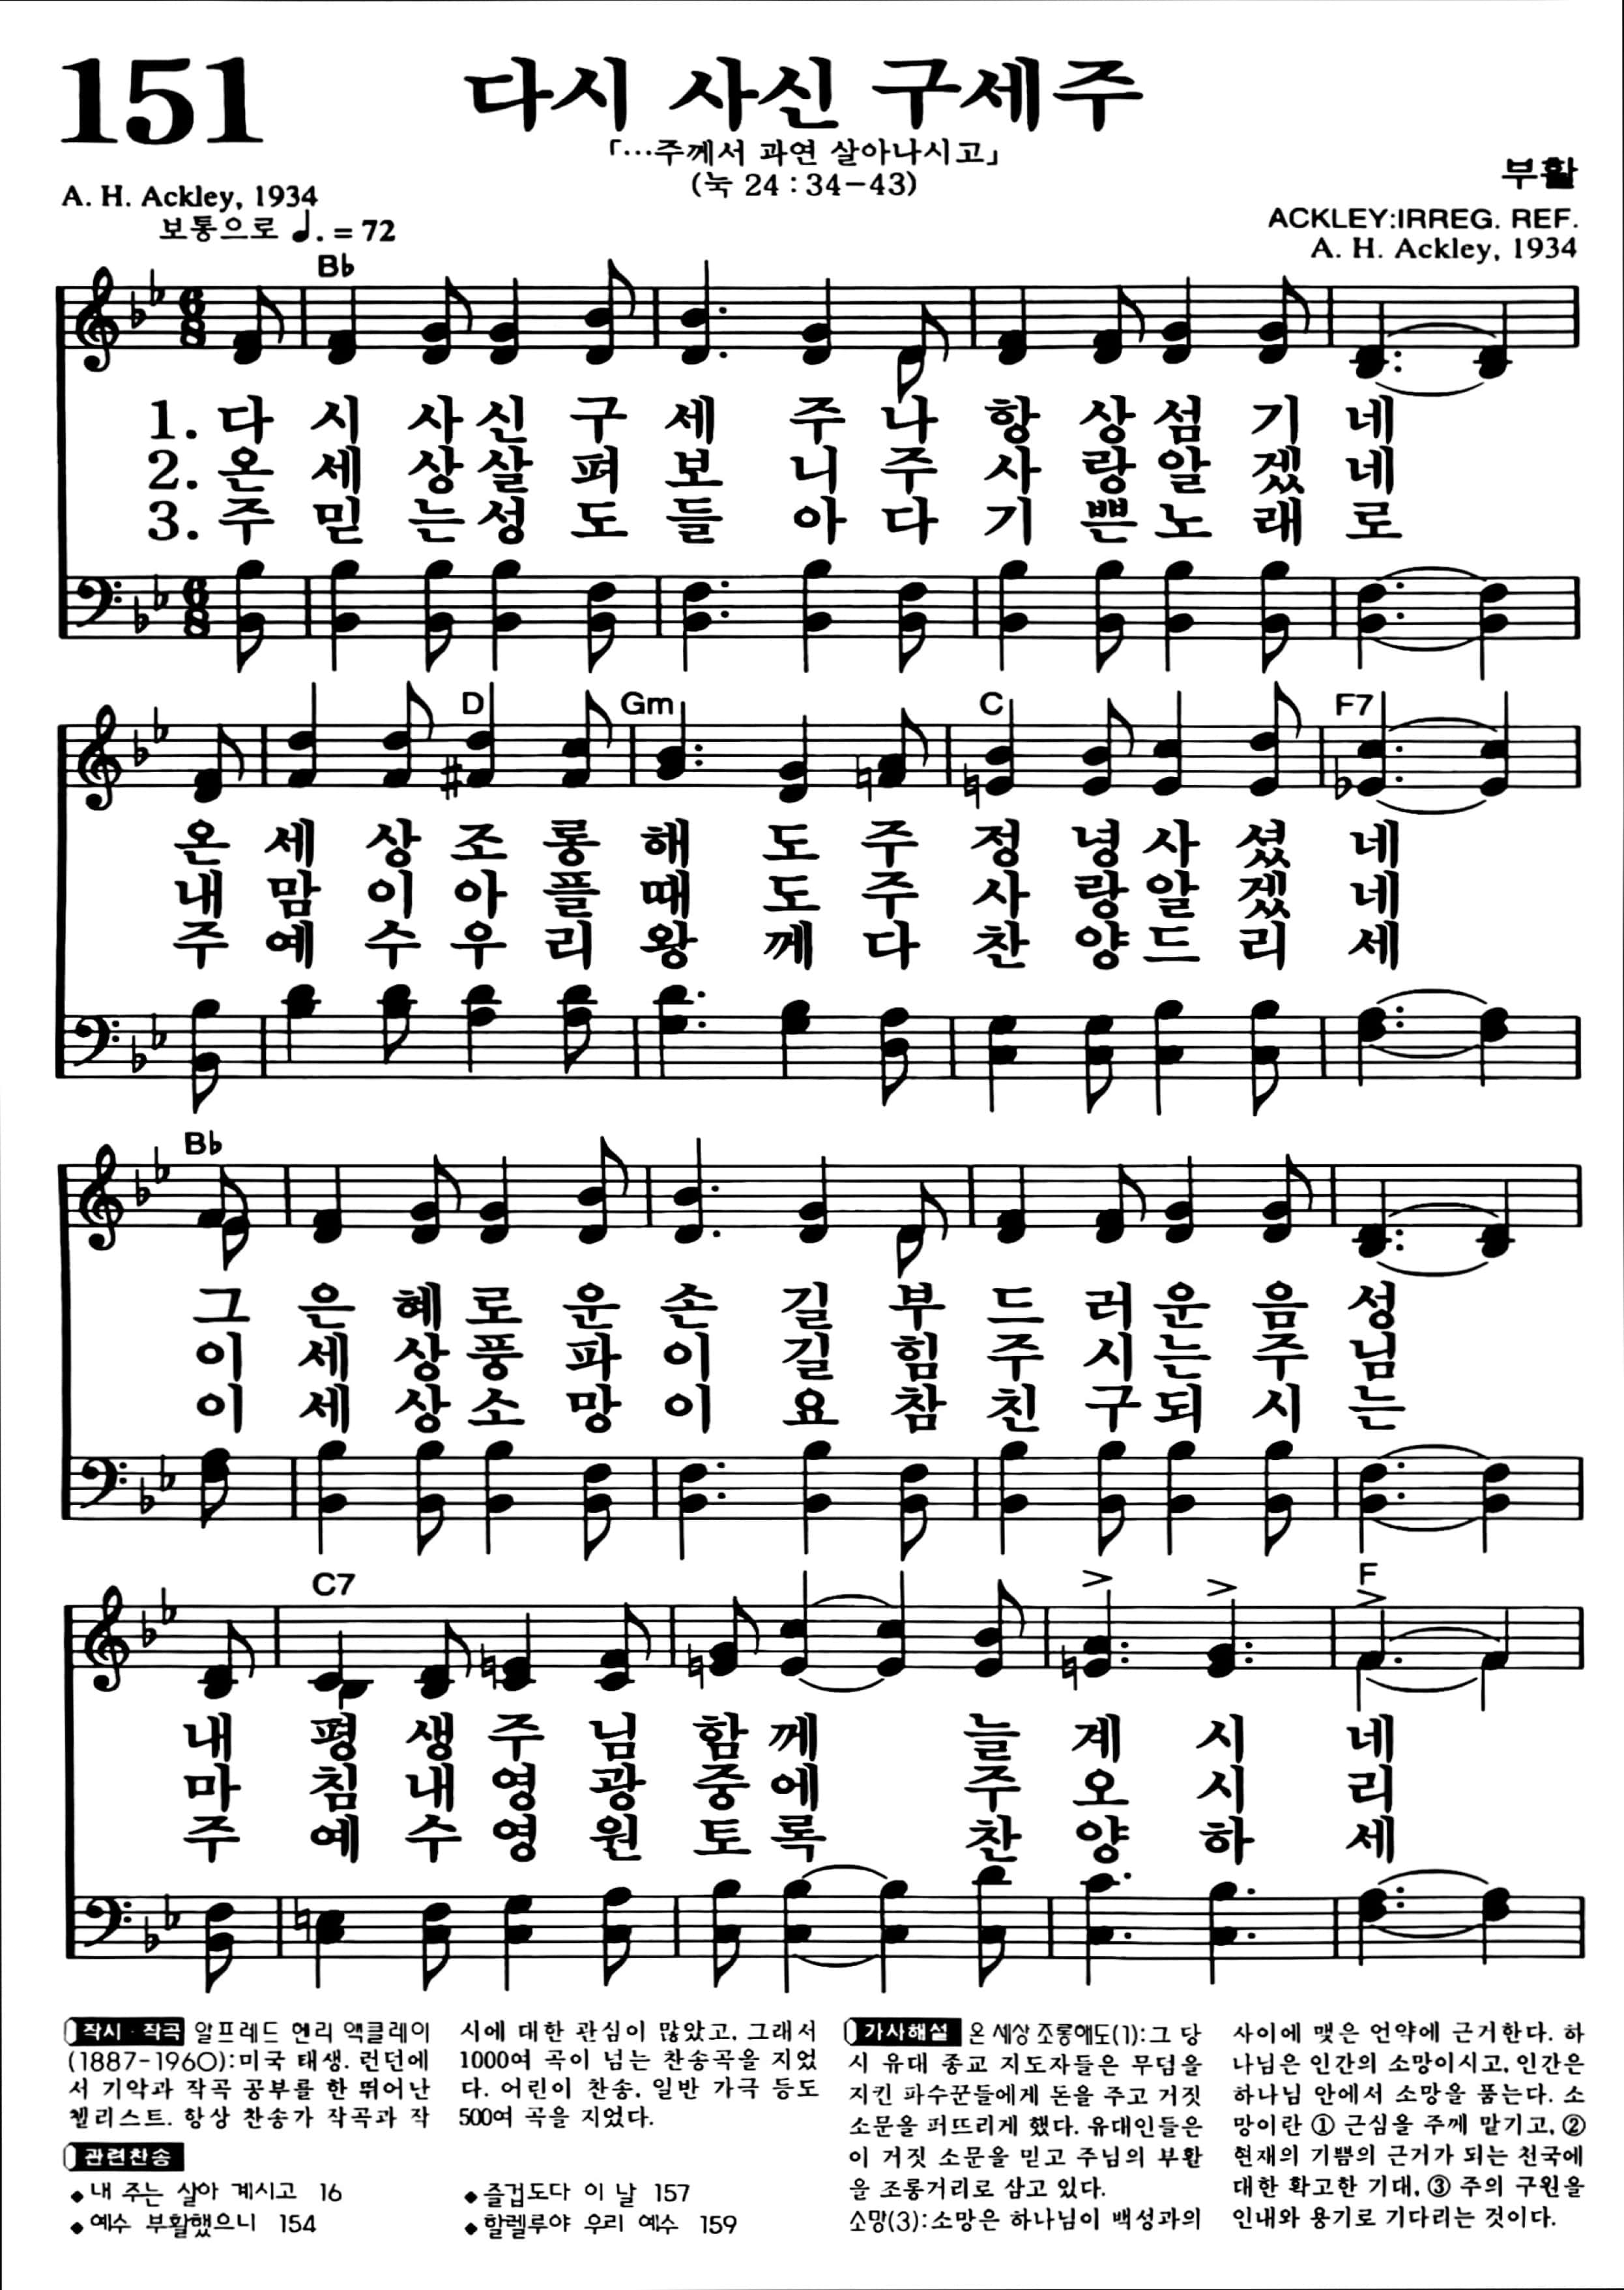 151
다시 사신 구세주
「…주께서 과연 살아나시고」
(눅 24 : 34-43)
부활
A. H. Ackley, 1934
보통으로 ♩. = 72
ACKLEY:IRREG. REF.
A. H. Ackley, 1934
B♭
1. 다 시 사 신 구 세 주 나 항 상 섬 기 네
2. 온 세 상 살 펴 보 니 주 사 랑 알 겠 네
3. 주 믿 는 성 도 들 아 다 기 쁜 노 래 로
D Gm C F7
온 세 상 조 롱 해 도 주 정 녕 사 셨 네
내 맘 이 아 플 때 도 주 사 랑 알 겠 네
주 예 수 우 리 왕 께 다 찬 양 드 리 세
B♭
그 은 혜 로 운 손 길 부 드 러 운 음 성
이 세 상 풍 파 이 길 힘 주 시 는 주 님
이 세 상 소 망 이 요 참 친 구 되 시 는
C7 F
내 평 생 주 님 함 께 늘 계 시 네
마 침 내 영 광 중 에 주 오 시 리
주 예 수 영 원 토 록 찬 양 하 세
작시·작곡 알프레드 헨리 액클레이
(1887-1960):미국 태생. 런던에
서 기악과 작곡 공부를 한 뛰어난
첼리스트. 항상 찬송가 작곡과 작
시에 대한 관심이 많았고, 그래서
1000여 곡이 넘는 찬송곡을 지었
다. 어린이 찬송, 일반 가극 등도
500여 곡을 지었다.
관련찬송
◆내 주는 살아 계시고 16
◆예수 부활했으니 154
◆즐겁도다 이 날 157
◆할렐루야 우리 예수 159
가사해설 온 세상 조롱해도(1):그 당
시 유대 종교 지도자들은 무덤을
지킨 파수꾼들에게 돈을 주고 거짓
소문을 퍼뜨리게 했다. 유대인들은
이 거짓 소문을 믿고 주님의 부활
을 조롱거리로 삼고 있다.
소망(3):소망은 하나님이 백성과의
사이에 맺은 언약에 근거한다. 하
나님은 인간의 소망이시고, 인간은
하나님 안에서 소망을 품는다. 소
망이란 ① 근심을 주께 맡기고, ②
현재의 기쁨의 근거가 되는 천국에
대한 확고한 기대, ③ 주의 구원을
인내와 용기로 기다리는 것이다.